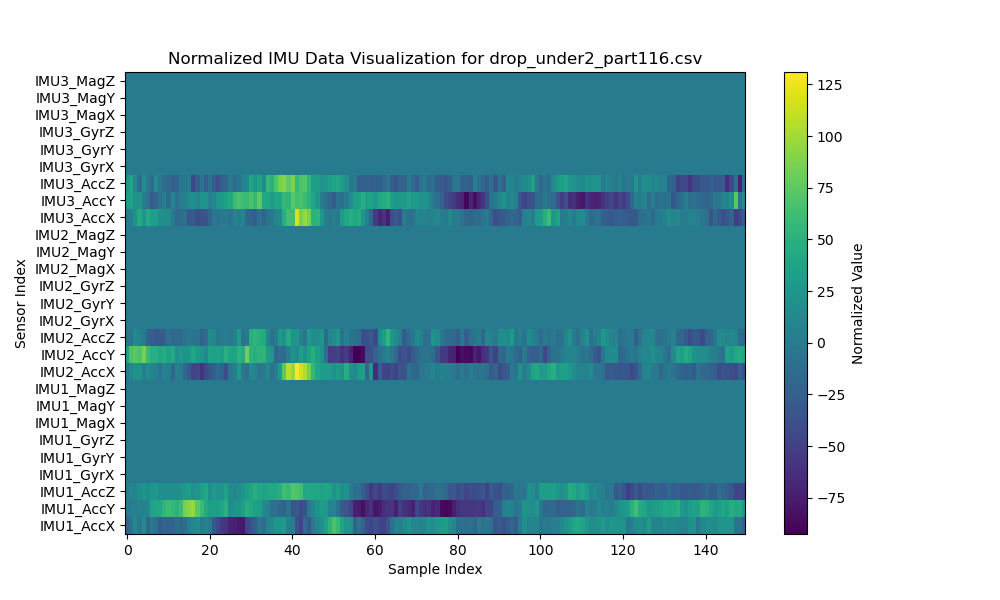 Normalized IMU Data Visualization for drop_under2_part116.csv
IMU3_MagZ
IMU3_MagY
IMU3_MagX
IMU3_GyrZ
IMU3_GyrY
IMU3_GyrX
IMU3_AccZ
IMU3_AccY
IMU3_AccX
IMU2_MagZ
IMU2_MagY
IMU2_MagX
IMU2_GyrZ
IMU2_GyrY
IMU2_GyrX
IMU2_AccZ
IMU2_AccY
IMU2_AccX
IMU1_MagZ
IMU1_MagY
IMU1_MagX
IMU1_GyrZ
IMU1_GyrY
IMU1_GyrX
IMU1_AccZ
IMU1_AccY
IMU1_AccX
Sensor Index
0 20 40 60 80 100 120 140
Sample Index
125
100
75
50
25
0
−25
−50
−75
Normalized Value